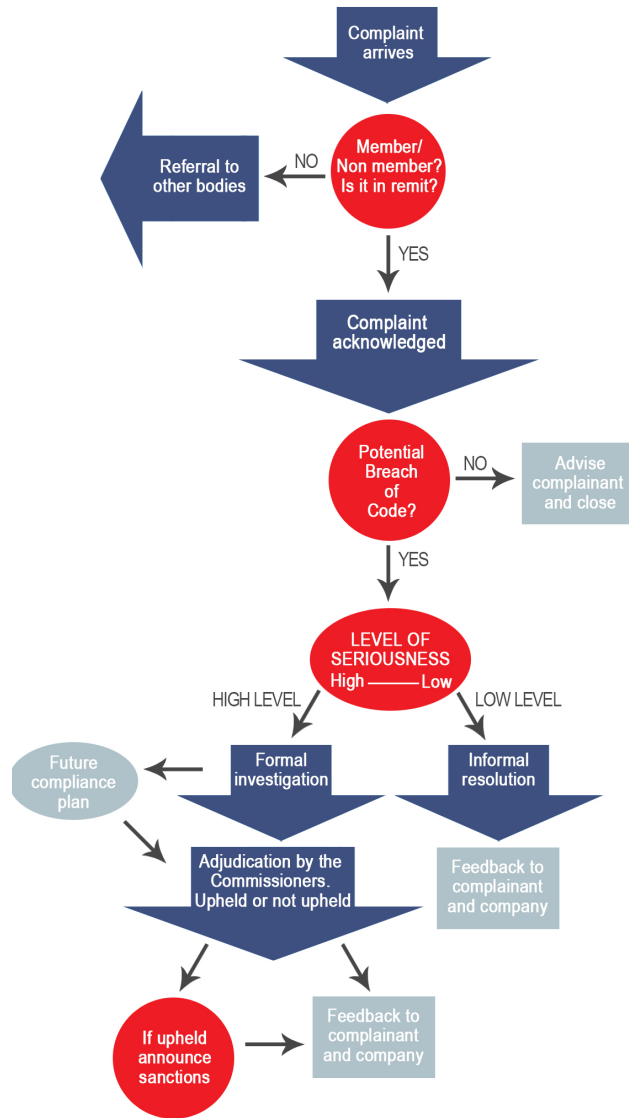 Complaint
arrives
Member/
Non member?
Is it in remit?
NO
Referral to
other bodies
YES
Complaint
acknowledged
Potential
Breach
of
Code?
NO
Advise
complainant
and close
YES
LEVEL OF
SERIOUSNESS
High Low
HIGH LEVEL
LOW LEVEL
Future
compliance
plan
Formal
investigation
Informal
resolution
Adjudication by the
Commissioners.
Upheld or not upheld
Feedback to
complainant
and company
If upheld
announce
sanctions
Feedback to
complainant
and company